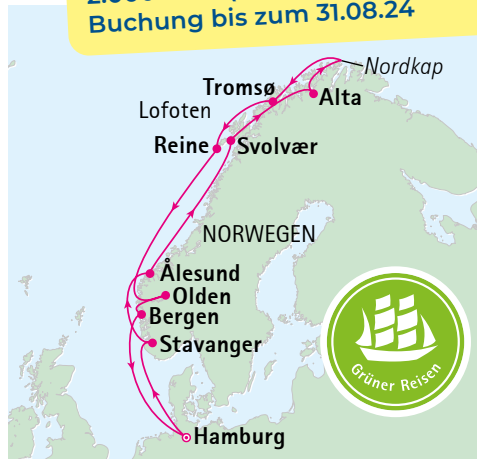 Buchung bis zum 31.08.24
Nordkap
Tromsø
Alta
Lofoten
Reine
Svolvær
NORWEGEN
Ålesund
Olden
Bergen
Stavanger
Grüner Reisen
Hamburg